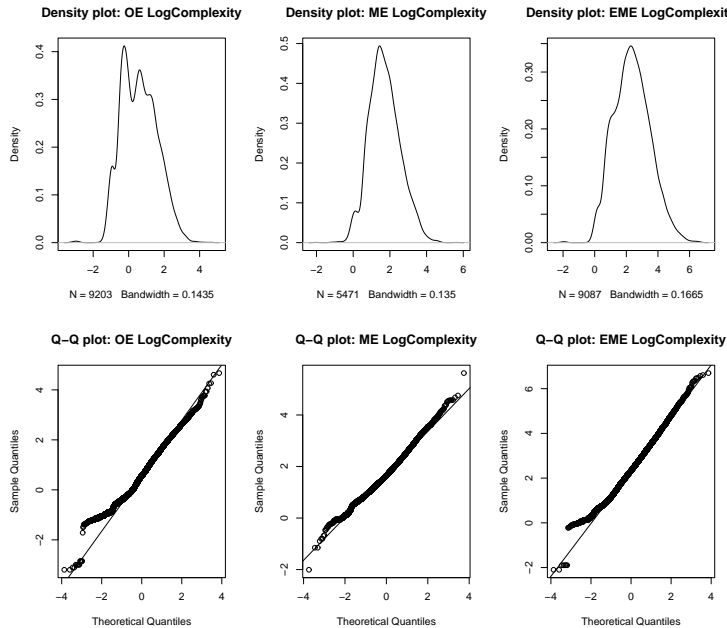 Density plot: OE LogComplexity
Density
0.0 0.1 0.2 0.3 0.4
−2 0 2 4
N = 9203 Bandwidth = 0.1435
Density plot: ME LogComplexity
Density
0.0 0.1 0.2 0.3 0.4 0.5
−2 0 2 4 6
N = 5471 Bandwidth = 0.135
Density plot: EME LogComplexity
Density
0.00 0.10 0.20 0.30
−2 0 2 4 6
N = 9087 Bandwidth = 0.1665
Q−Q plot: OE LogComplexity
Sample Quantiles
−2 0 2 4
−4 −2 0 2 4
Theoretical Quantiles
Q−Q plot: ME LogComplexity
Sample Quantiles
−2 0 2 4
−4 −2 0 2 4
Theoretical Quantiles
Q−Q plot: EME LogComplexity
Sample Quantiles
−2 0 2 4 6
−4 −2 0 2 4
Theoretical Quantiles